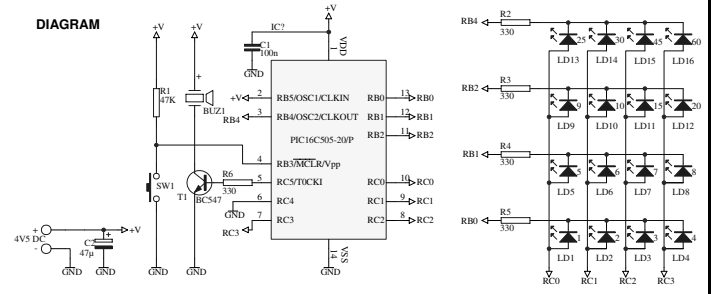 DIAGRAM
+V
+V
IC?
+V
C1
100n
GND
VDD
1
R1
47K
BUZ1
+
+V
2
RB5/OSC1/CLKIN
RB0
13
RB0
RB4
3
RB4/OSC2/CLKOUT
RB1
12
RB1
RB2
11
RB2
PIC16C505-20/P
4
RB3/MCLR/Vpp
R6
330
5
RC5/T0CKI
RC0
10
RC0
SW1
T1
BC547
GND
6
RC4
RC1
9
RC1
RC3
7
RC3
RC2
8
RC2
VSS
14
4V5 DC
+
-
C2
47µ
+
+V
GND
GND
GND
GND
GND
RB4
R2
330
25
30
45
60
LD13
LD14
LD15
LD16
RB2
R3
330
9
10
15
20
LD9
LD10
LD11
LD12
RB1
R4
330
5
6
7
8
LD5
LD6
LD7
LD8
RB0
R5
330
1
2
3
4
LD1
LD2
LD3
LD4
RC0
RC1
RC2
RC3